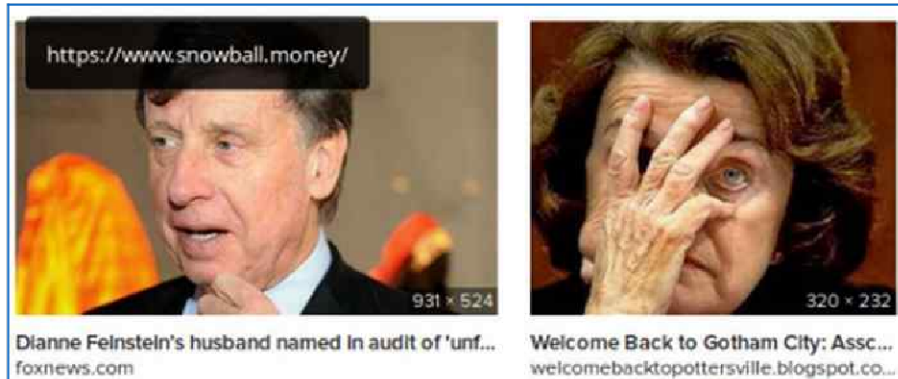 https://www.snowball.money/
931 × 524
320 × 232
Dianne Feinstein's husband named in audit of 'unf...
Welcome Back to Gotham City: Assc...
foxnews.com
welcomebacktopottersville.blogspot.co...